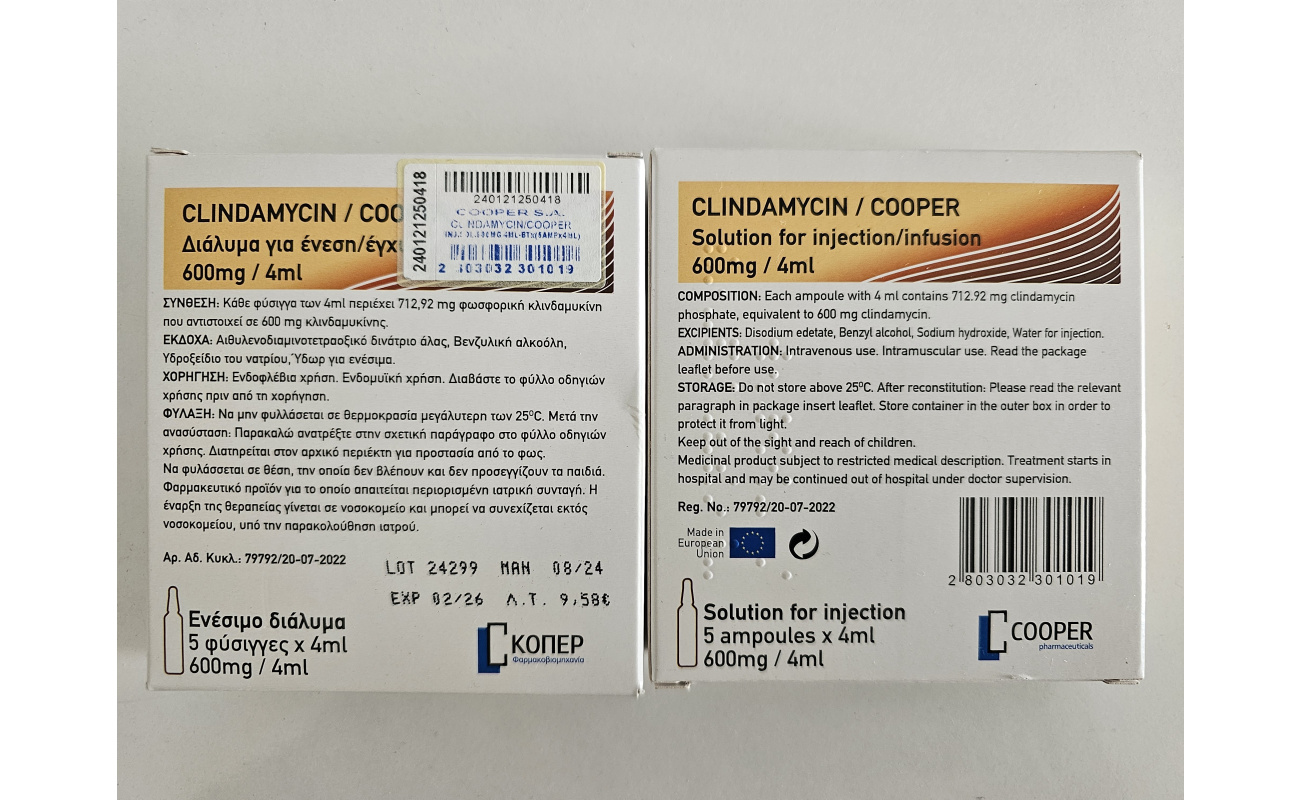 CLINDAMYCIN / COO
Διάλυμα για ένεση/έγχυ
600mg / 4ml
240121250418
240121250418
COOPER S.A.
CLINDAMYCIN/COOPER
2 803032 301019
ΣΥΝΘΕΣΗ: Κάθε φύσιγγα των 4ml περιέχει 712,92 mg φωσφορική κλινδαμυκίνη
που αντιστοιχεί σε 600 mg κλινδαμυκίνης.
ΕΚΔΟΧΑ: Αιθυλενοδιαμινοτετραοξικό δινάτριο άλας, Βενζυλική αλκοόλη,
Υδροξείδιο του νατρίου, Ύδωρ για ενέσιμα.
ΧΟΡΗΓΗΣΗ: Ενδοφλέβια χρήση. Ενδομυϊκή χρήση. Διαβάστε το φύλλο οδηγιών
χρήσης πριν από τη χορήγηση.
ΦΥΛΑΞΗ: Να μην φυλλάσεται σε θερμοκρασία μεγάλυτερη των 25ºC. Μετά την
ανασύσταση: Παρακαλώ ανατρέξτε στην σχετική παράγραφο στο φύλλο οδηγιών
χρήσης. Διατηρείται στον αρχικό περιέκτη για προστασία από το φως.
Να φυλάσσεται σε θέση, την οποία δεν βλέπουν και δεν προσεγγίζουν τα παιδιά.
Φαρμακευτικό προϊόν για το οποίο απαιτείται περιορισμένη ιατρική συνταγή. Η
έναρξη της θεραπείας γίνεται σε νοσοκομείο και μπορεί να συνεχίζεται εκτός
νοσοκομείου, υπό την παρακολούθηση ιατρού.
Αρ. Αδ. Κυκλ.: 79792/20-07-2022
LOT 24299 MAN 08/24
EXP 02/26 Λ.Τ. 9,58€
Ενέσιμο διάλυμα
5 φύσιγγες x 4ml
600mg / 4ml
ΚΟΠΕΡ
Φαρμακοβιομηχανία
CLINDAMYCIN / COOPER
Solution for injection/infusion
600mg / 4ml
COMPOSITION: Each ampoule with 4 ml contains 712.92 mg clindamycin
phosphate, equivalent to 600 mg clindamycin.
EXCIPIENTS: Disodium edetate, Benzyl alcohol, Sodium hydroxide, Water for injection.
ADMINISTRATION: Intravenous use. Intramuscular use. Read the package
leaflet before use.
STORAGE: Do not store above 25ºC. After reconstitution: Please read the relevant
paragraph in package insert leaflet. Store container in the outer box in order to
protect it from light.
Keep out of the sight and reach of children.
Medicinal product subject to restricted medical description. Treatment starts in
hospital and may be continued out of hospital under doctor supervision.
Reg. No.: 79792/20-07-2022
Made in
European
Union
2 803032 301019
Solution for injection
5 ampoules x 4ml
600mg / 4ml
COOPER
pharmaceuticals